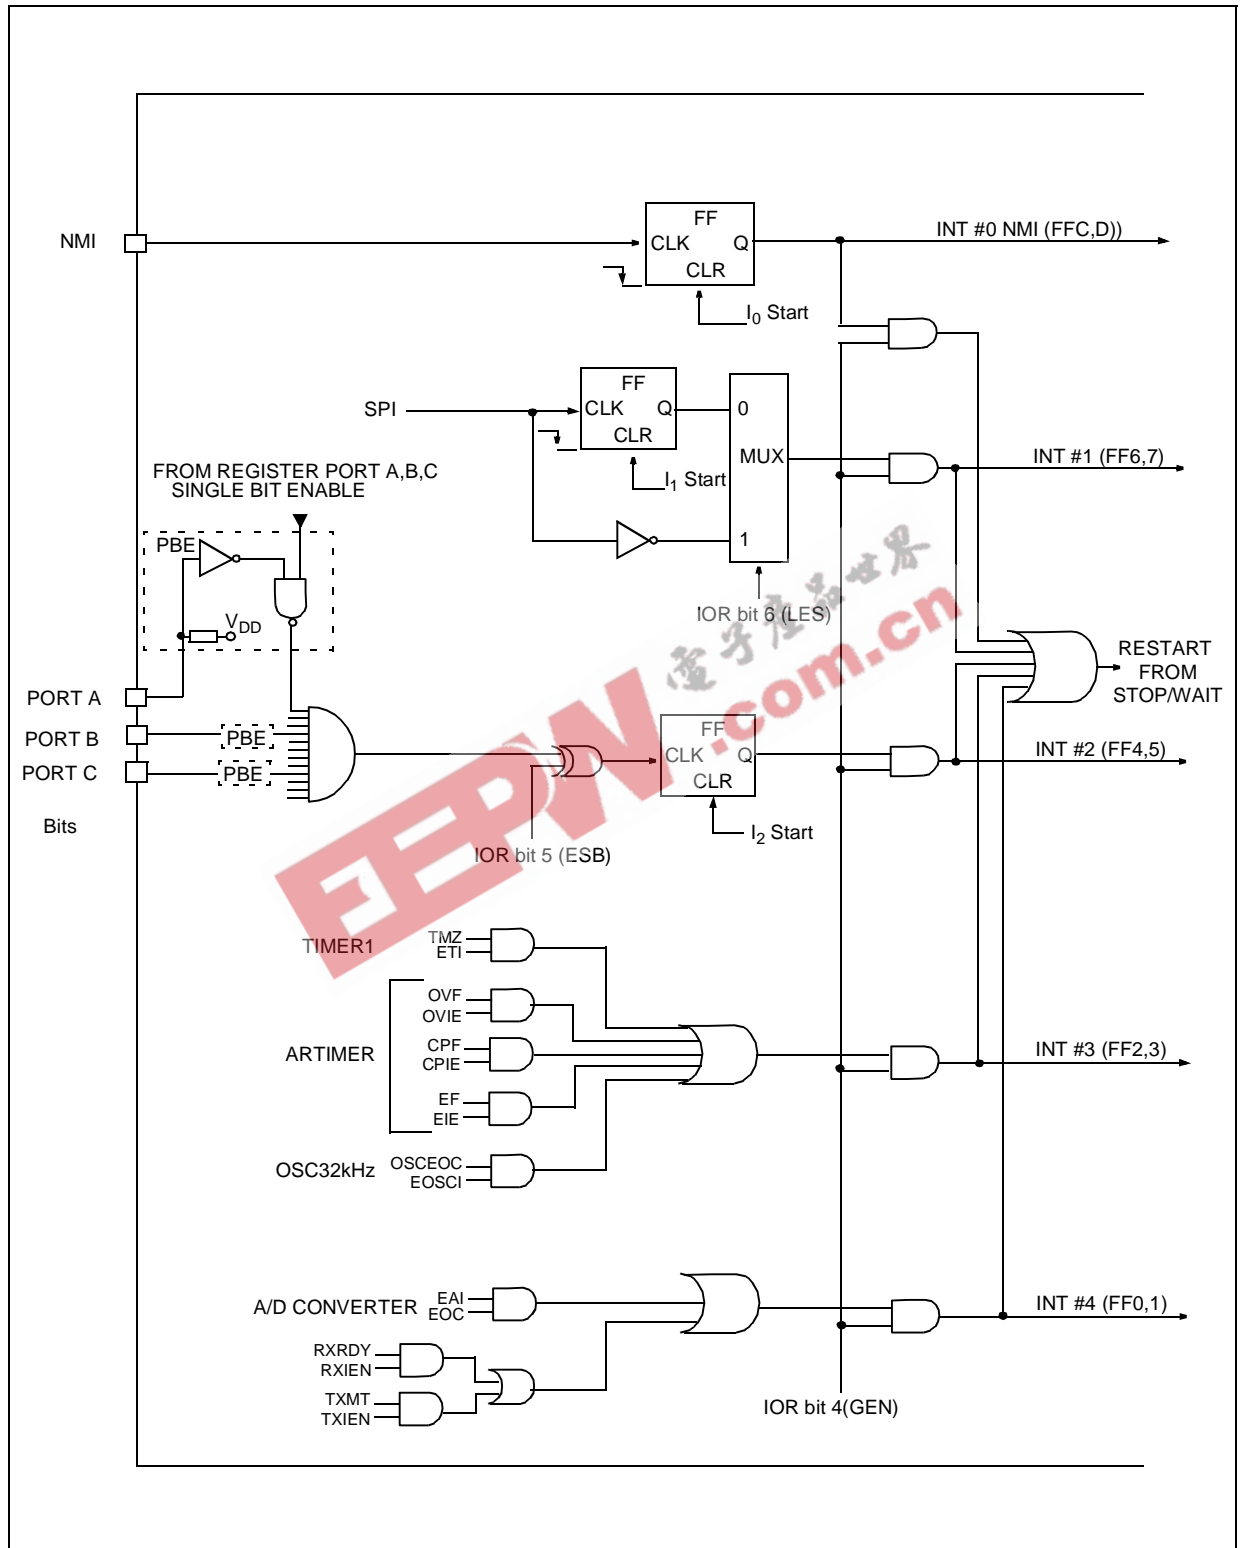 FF
NMI
CLK
Q
INT #0 NMI (FFC,D))
CLR
I0 Start
FF
SPI
CLK
Q
0
CLR
MUX
INT #1 (FF6,7)
I1 Start
1
FROM REGISTER PORT A,B,C
SINGLE BIT ENABLE
PBE
VDD
IOR bit 6 (LES)
電子產品世界
EEPW.com.cn
RESTART
FROM
STOP/WAIT
PORT A
PORT B
PBE
PORT C
PBE
Bits
FF
CLK
Q
CLR
INT #2 (FF4,5)
I2 Start
IOR bit 5 (ESB)
TIMER1
TMZ
ETI
OVF
OVIE
ARTIMER
CPF
CPIE
INT #3 (FF2,3)
EF
EIE
OSC32kHz
OSCEOC
EOSCI
A/D CONVERTER
EAI
EOC
INT #4 (FF0,1)
RXRDY
RXIEN
TXMT
TXIEN
IOR bit 4(GEN)